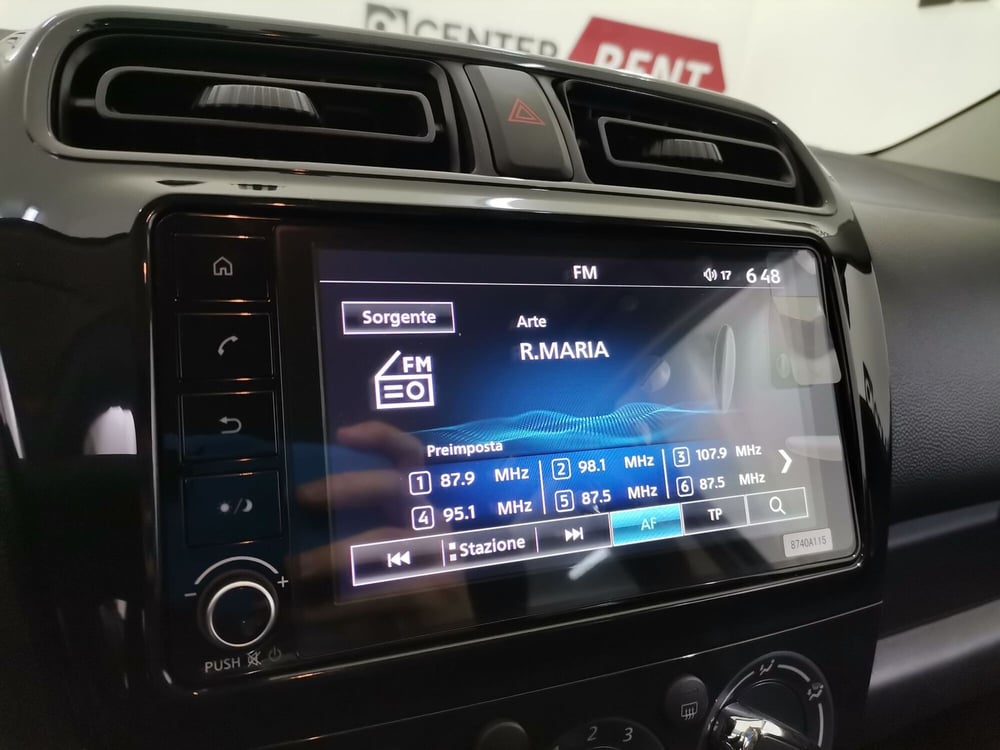 CENTER RENT
FM 17 6 48
Sorgente
Arte
FM
R.MARIA
Preimposta
1 87.9 MHz 2 98.1 MHz 3 107.9 MHz
4 95.1 MHz 5 87.5 MHz 6 87.5 MHz
Stazione AF TP
8740A115
- +
PUSH
2 3